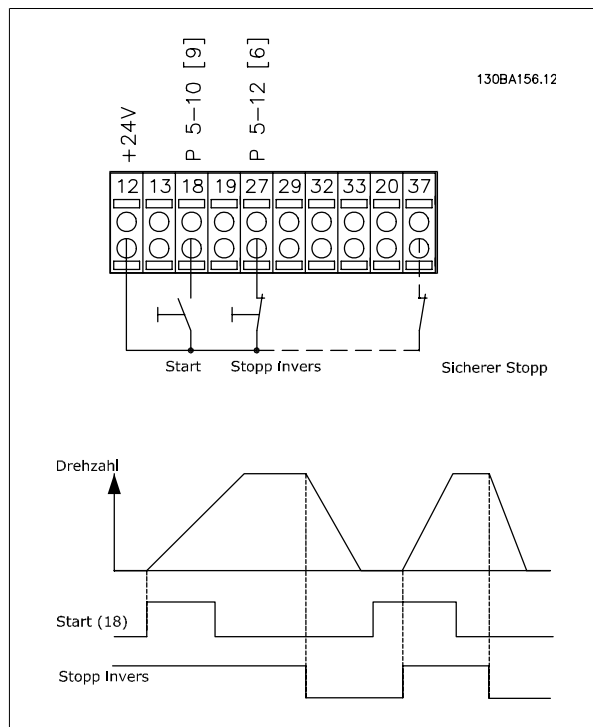 P 5-10 [9]
P 5-12 [6]
130BA156.12
+24V
12 13 18 19 27 29 32 33 20 37
Start Stopp Invers Sicherer Stopp
Drehzahl
Start (18)
Stopp Invers